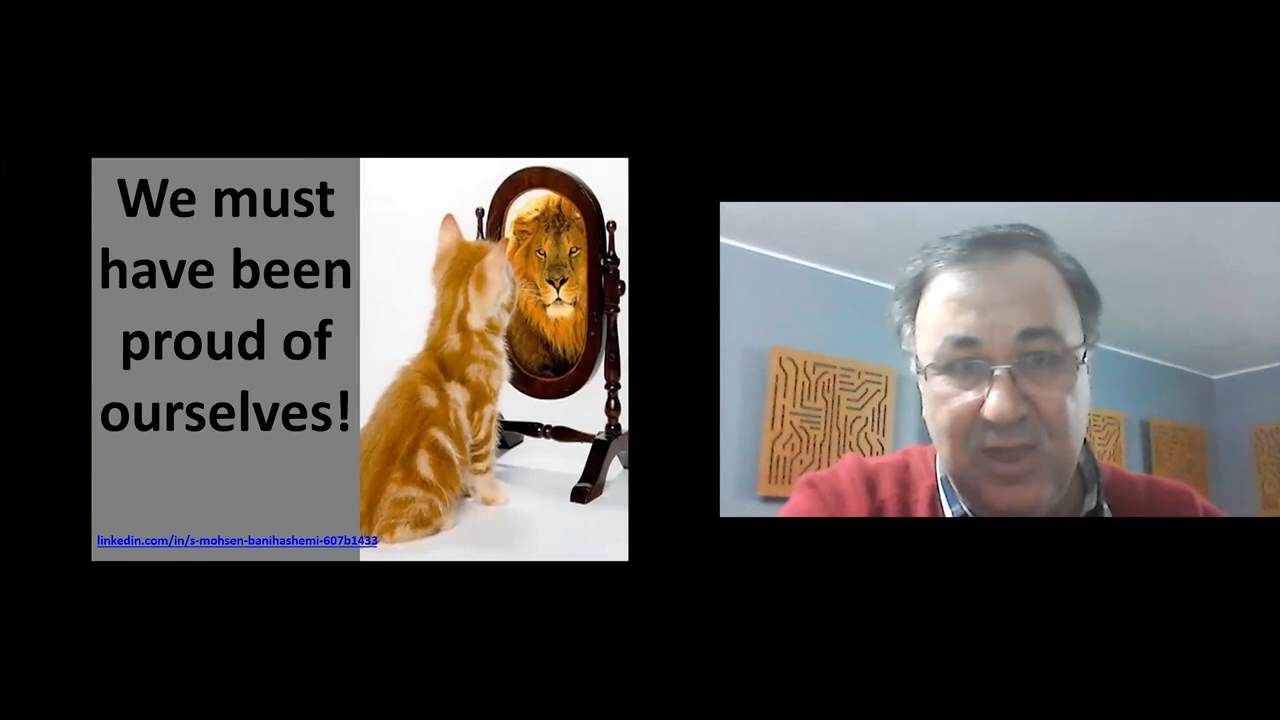 We must
have been
proud of
ourselves!
linkedin.com/in/s-mohsen-banihashemi-607b1433